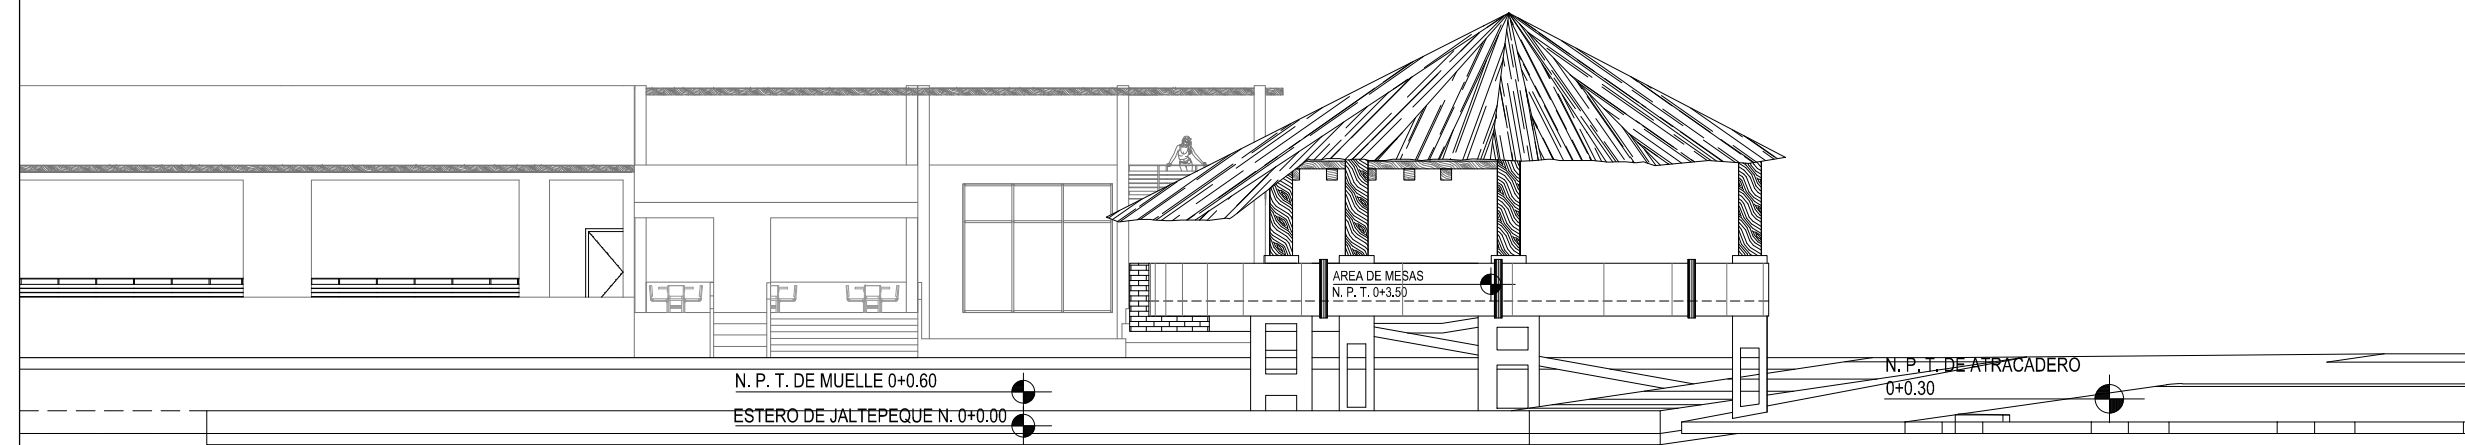 AREA DE MESAS
N. P. T. 0+3.50
N. P. T. DE MUELLE 0+0.60
ESTERO DE JALTEPEQUE N. 0+0.00
N. P. T. DE ATRACADERO
0+0.30